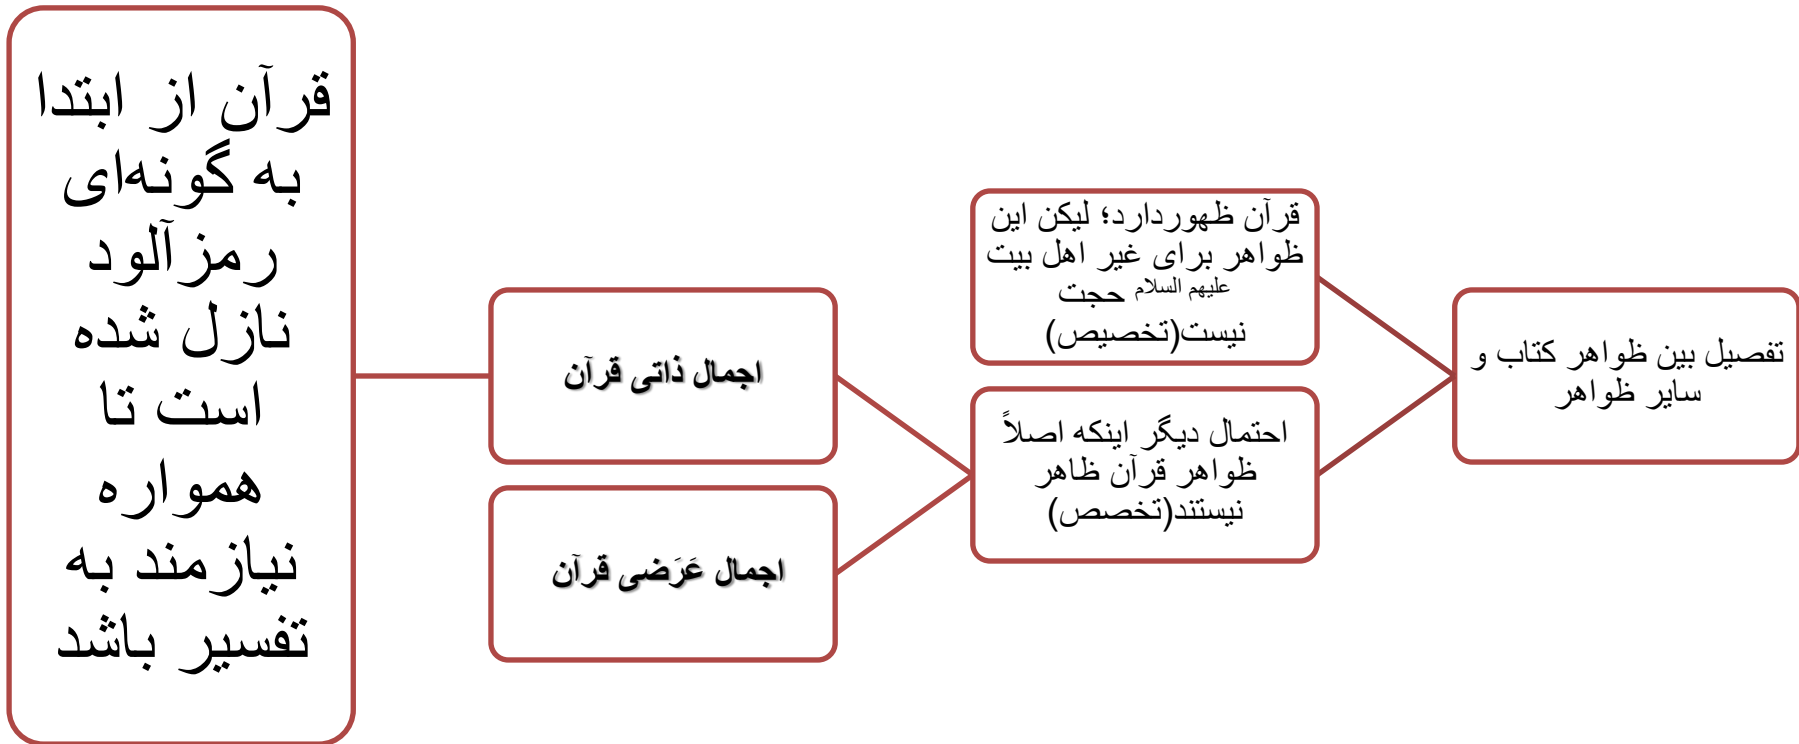 تفصیل بین ظواهر کتاب و
سایر ظواهر
قرآن ظهوردارد؛ لیکن این
ظواهر برای غیر اهل بیت
علیهم السلام حجت
نیست(تخصیص)
احتمال دیگر اینکه اصلاً
ظواهر قرآن ظاهر
نیستند(تخصص)
اجمال ذاتی قرآن
اجمال عَرَضی قرآن
قرآن از ابتدا
به گونه‌ای
رمزآلود
نازل شده
است تا
همواره
نیازمند به
تفسیر باشد